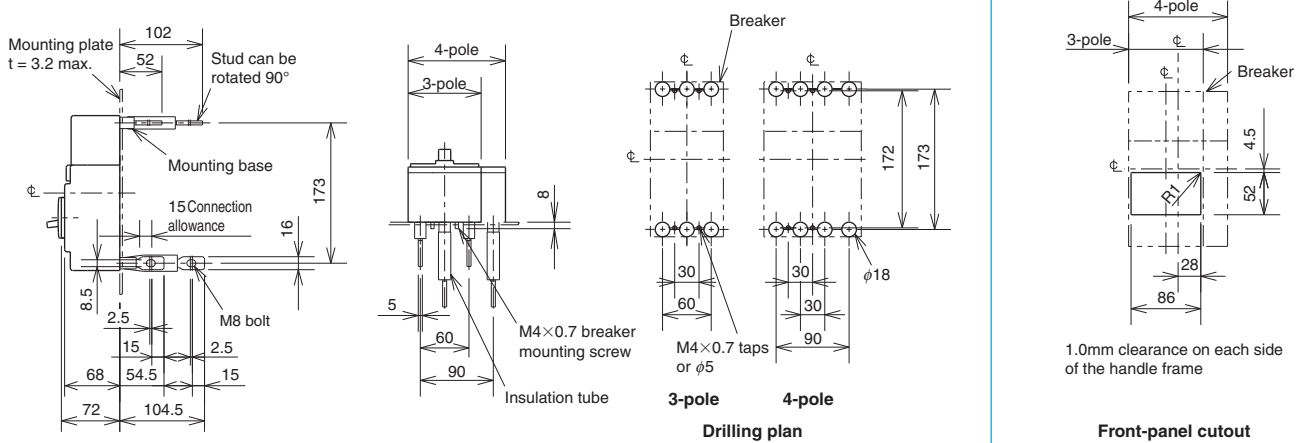 Mounting plate
t = 3.2 max.
102
52
Stud can be
rotated 90°
Mounting base
℄
173
15 Connection
allowance
16
8.5
2.5
M8 bolt
15
2.5
68
54.5
15
72
104.5
4-pole
3-pole
8
5
60
90
M4×0.7 breaker
mounting screw
Insulation tube
Breaker
℄
℄
℄
172
173
30
60
30
30
90
φ18
M4×0.7 taps
or φ5
3-pole
4-pole
Drilling plan
4-pole
3-pole
℄
℄
Breaker
℄
4.5
R1
52
28
86
1.0mm clearance on each side
of the handle frame
Front-panel cutout